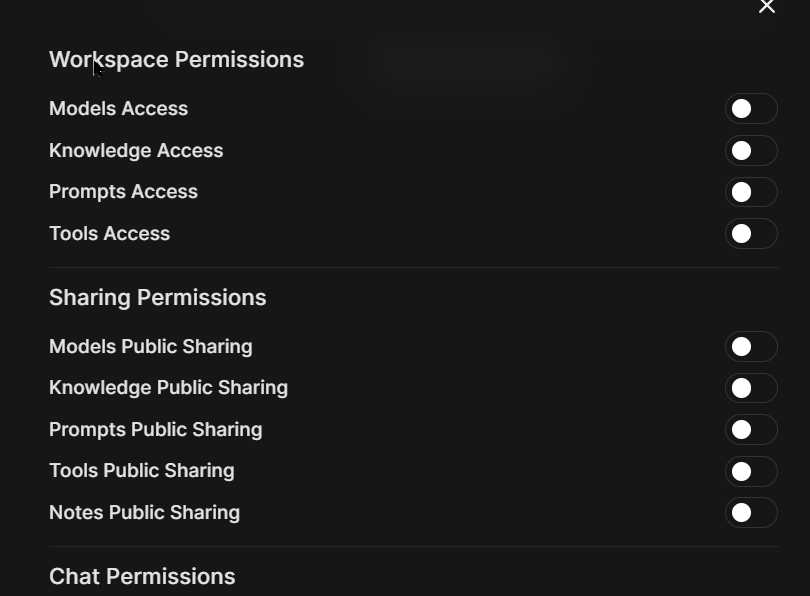 Workspace Permissions
Models Access
Knowledge Access
Prompts Access
Tools Access
Sharing Permissions
Models Public Sharing
Knowledge Public Sharing
Prompts Public Sharing
Tools Public Sharing
Notes Public Sharing
Chat Permissions